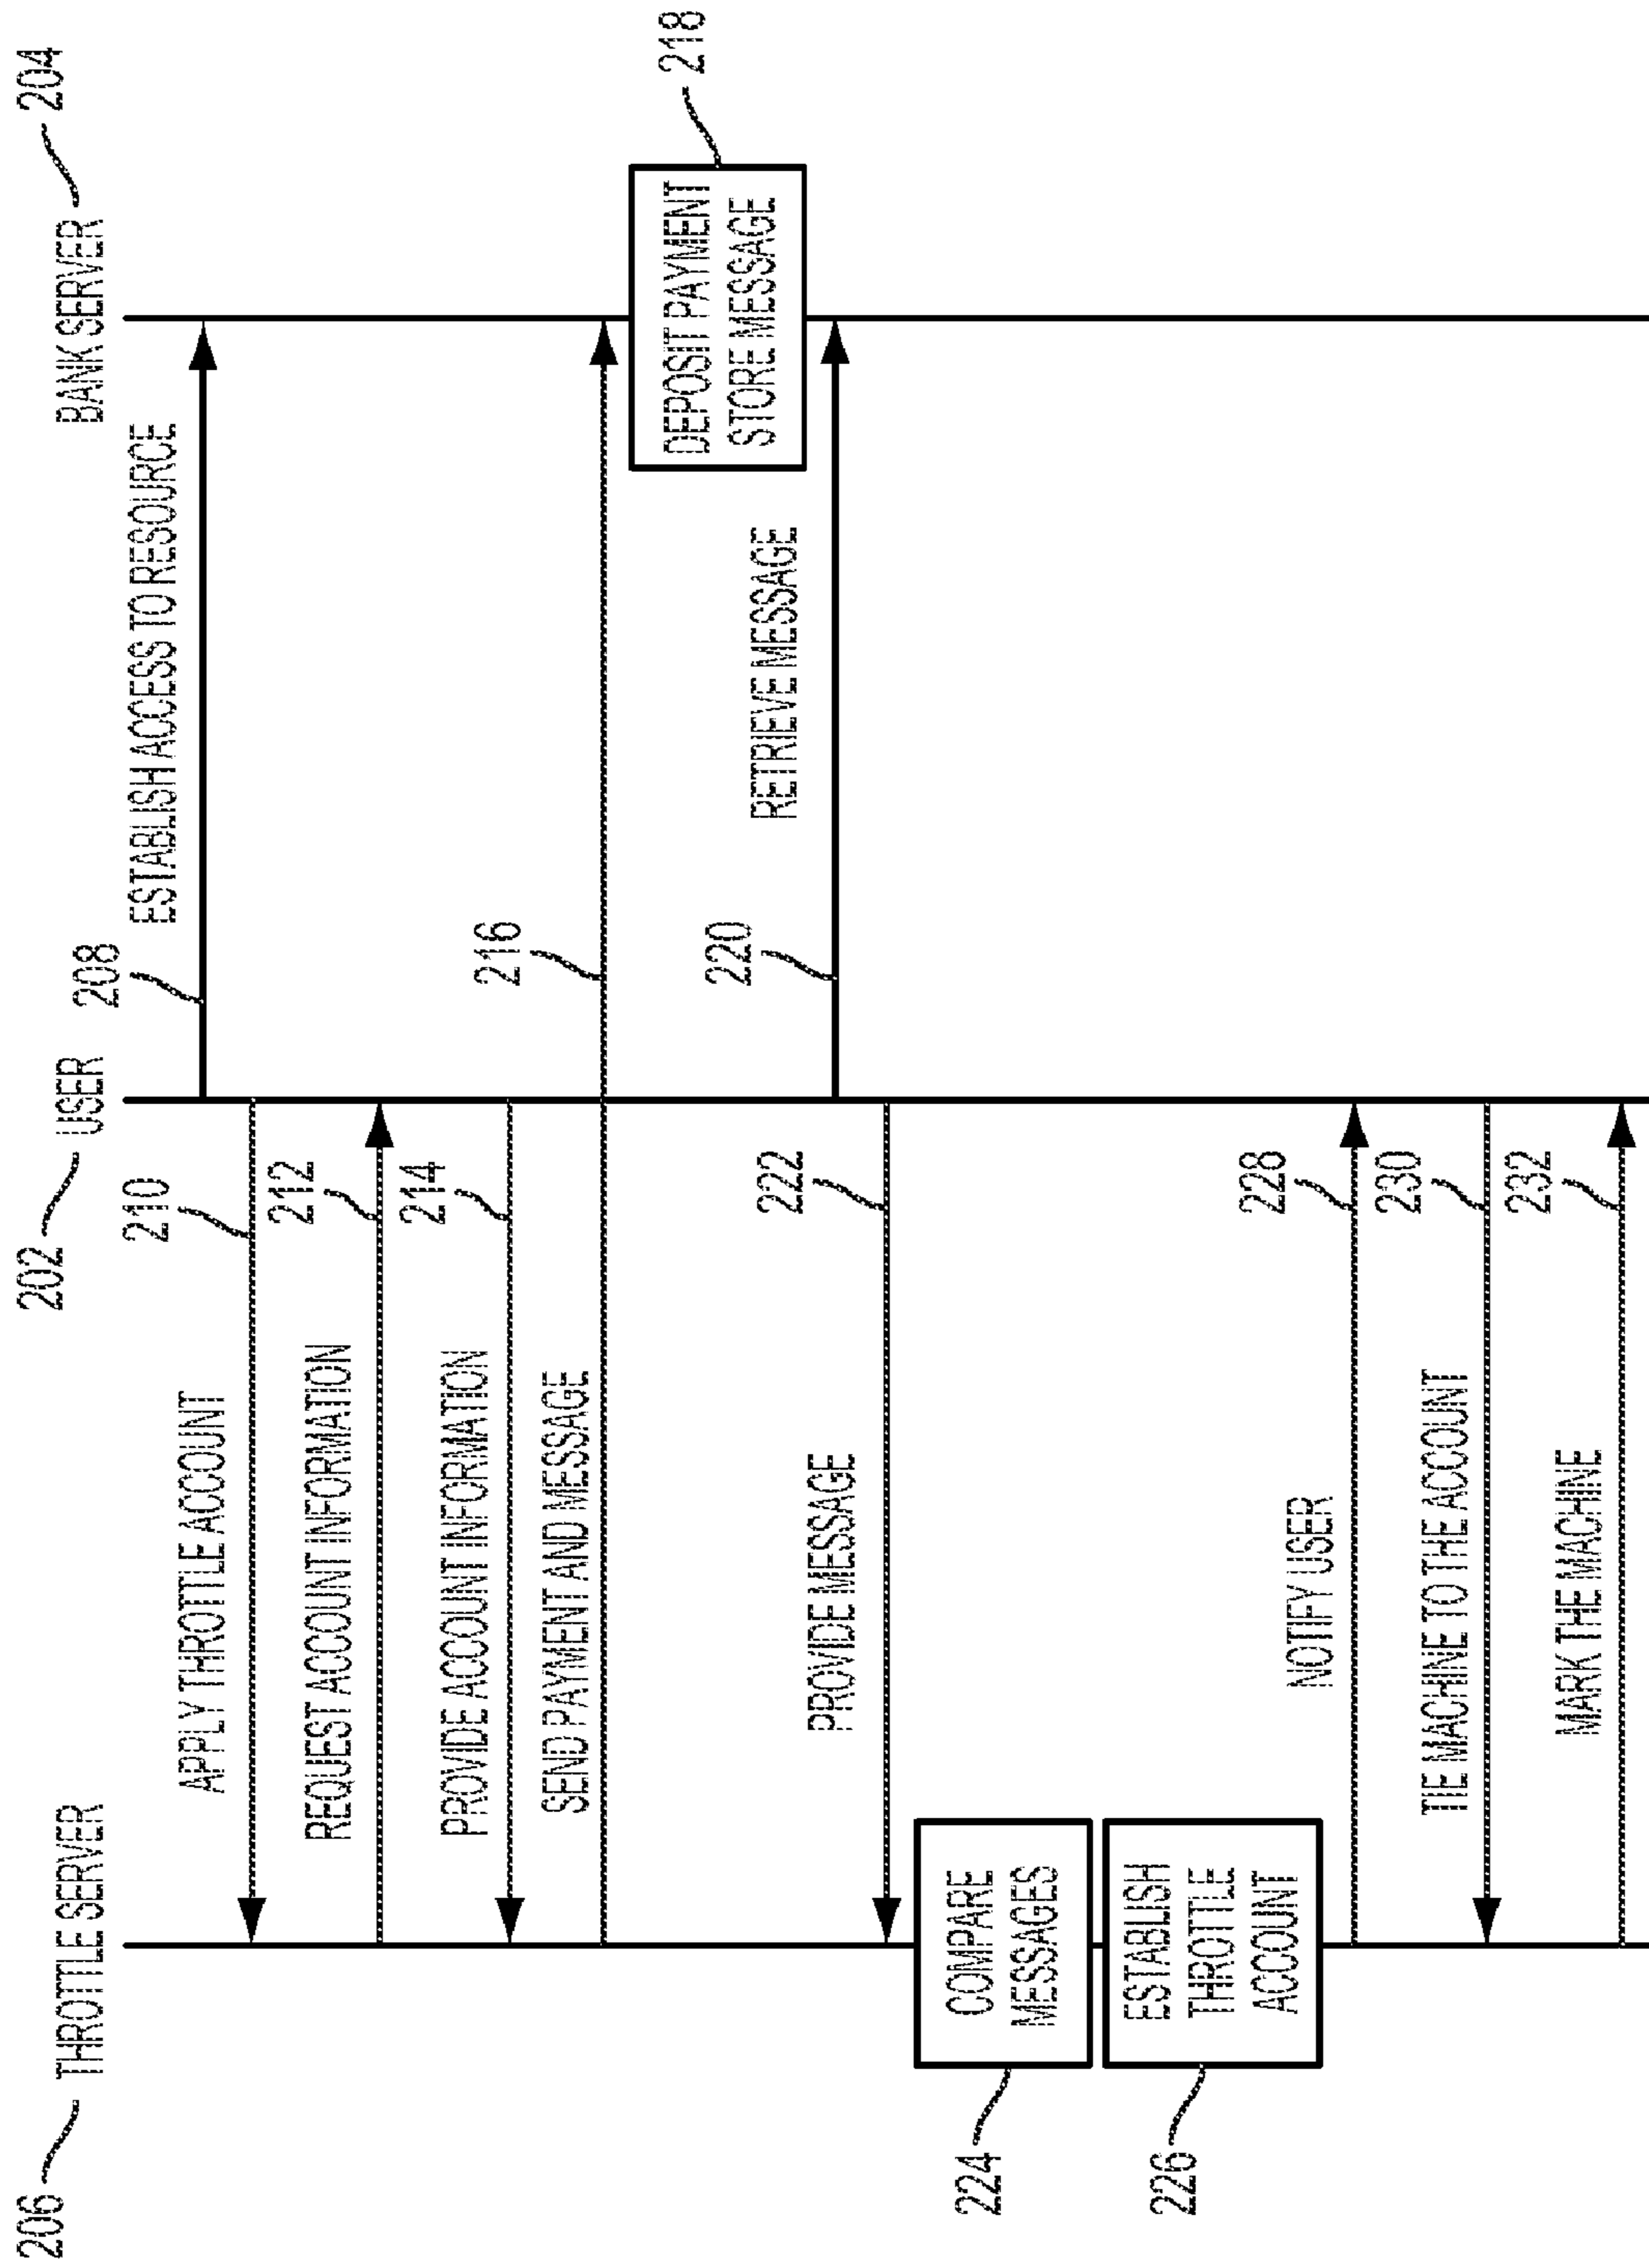 206
THROTTLE SERVER
202
USER
BANK SERVER
204
208
ESTABLISH ACCESS TO RESOURCE
210
APPLY THROTTLE ACCOUNT
212
REQUEST ACCOUNT INFORMATION
214
PROVIDE ACCOUNT INFORMATION
216
SEND PAYMENT AND MESSAGE
DEPOSIT PAYMENT
STORE MESSAGE
218
220
RETRIEVE MESSAGE
222
PROVIDE MESSAGE
224
COMPARE
MESSAGES
226
ESTABLISH
THROTTLE
ACCOUNT
228
NOTIFY USER
230
TIE MACHINE TO THE ACCOUNT
232
MARK THE MACHINE